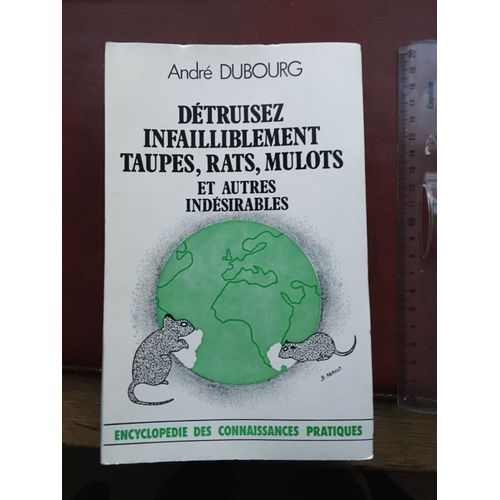 André DUBOURG
DÉTRUISEZ
INFAILLIBLEMENT
TAUPES, RATS, MULOTS
ET AUTRES
INDÉSIRABLES
ENCYCLOPEDIE DES CONNAISSANCES PRATIQUES